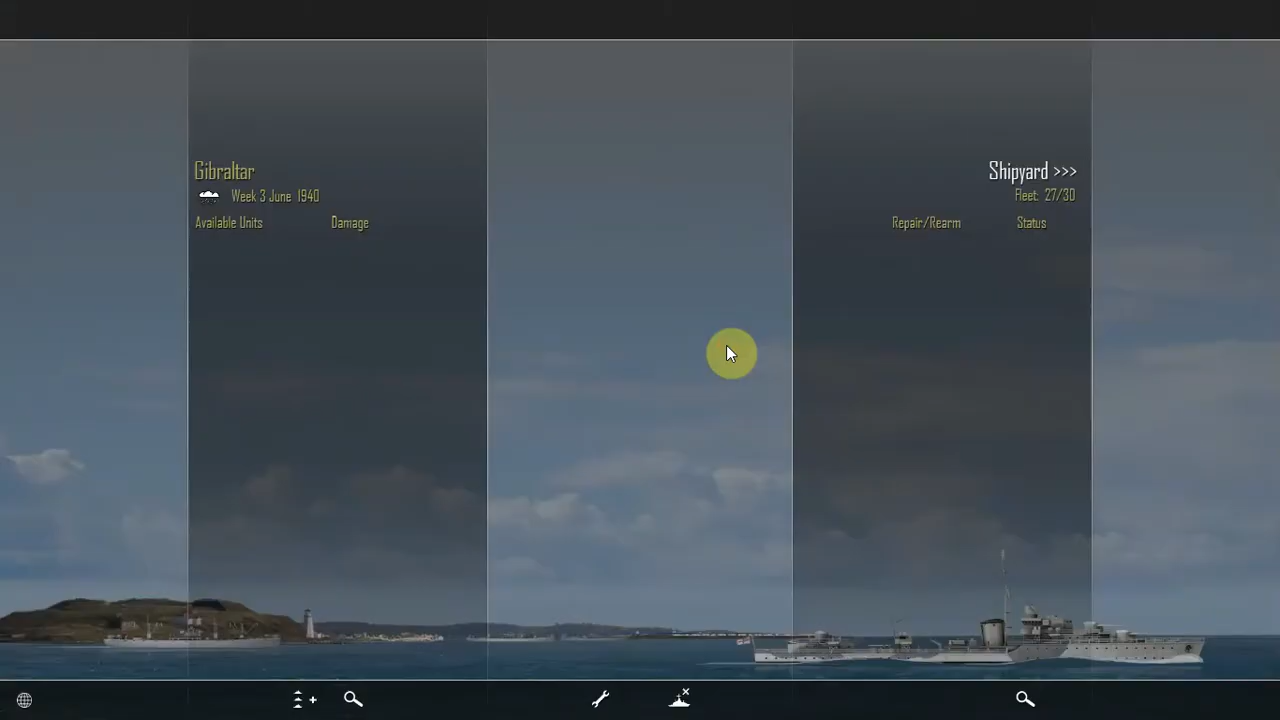 Gibraltar
Week 3 June 1940
Available Units Damage
Shipyard >>>
Fleet: 27/30
Repair/Rearm Status